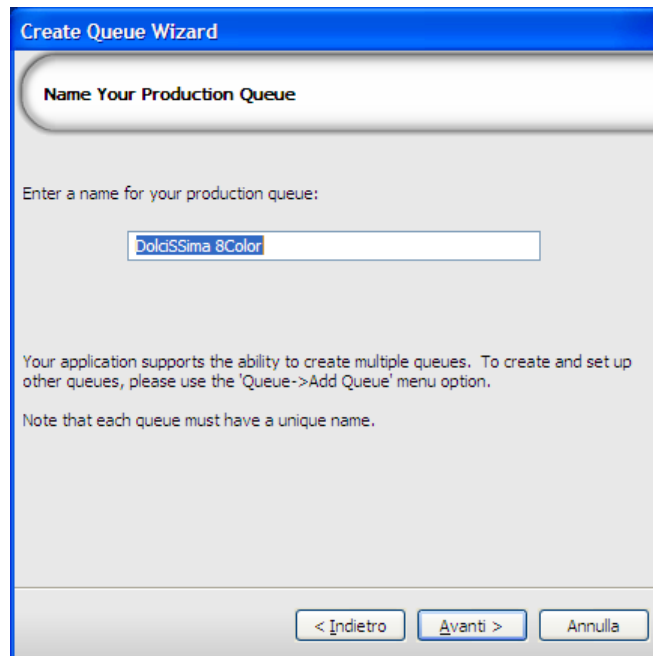 Create Queue Wizard
Name Your Production Queue
Enter a name for your production queue:
DolciSSima 8Color
Your application supports the ability to create multiple queues.  To create and set up
other queues, please use the 'Queue->Add Queue' menu option.
Note that each queue must have a unique name.
< Indietro
Avanti >
Annulla